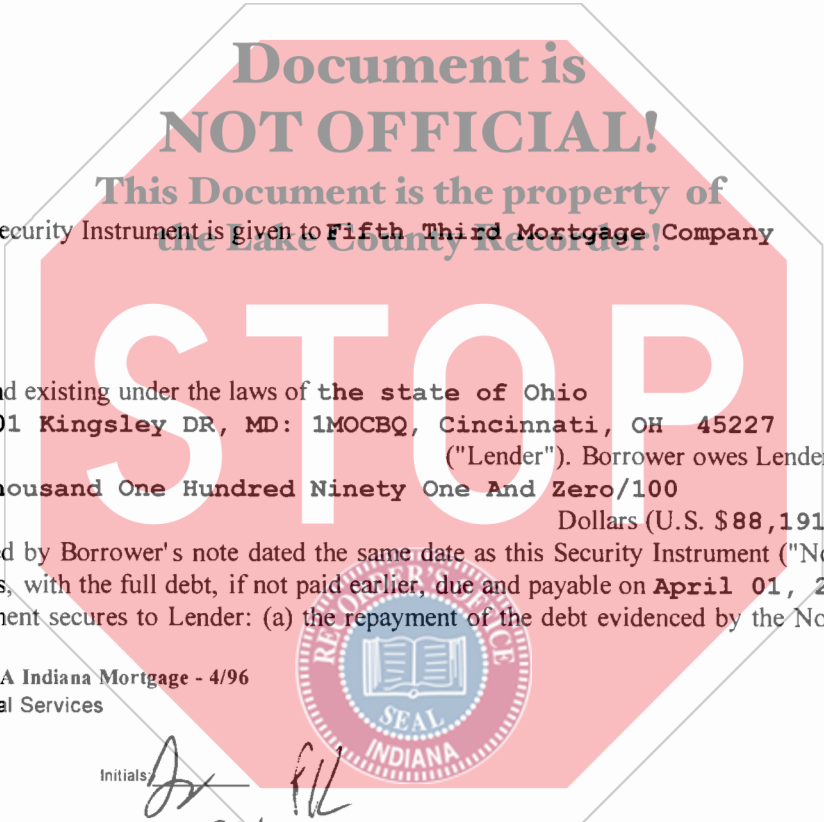 Document is
NOT OFFICIAL!
This Document is the property of
the Lake County Recorder!
ecurity Instrument is given to Fifth Third Mortgage Company
STOP
d existing under the laws of the state of Ohio
01 Kingsley DR, MD: 1MOCBQ, Cincinnati, OH 45227
("Lender"). Borrower owes Lender
ousand One Hundred Ninety One And Zero/100
Dollars (U.S. $88,191
d by Borrower's note dated the same date as this Security Instrument ("No
s, with the full debt, if not paid earlier, due and payable on April 01, 2
ent secures to Lender: (a) the repayment of the debt evidenced by the No
RECORDER'S OFFICE
SEAL
INDIANA
A Indiana Mortgage - 4/96
al Services
Initials: